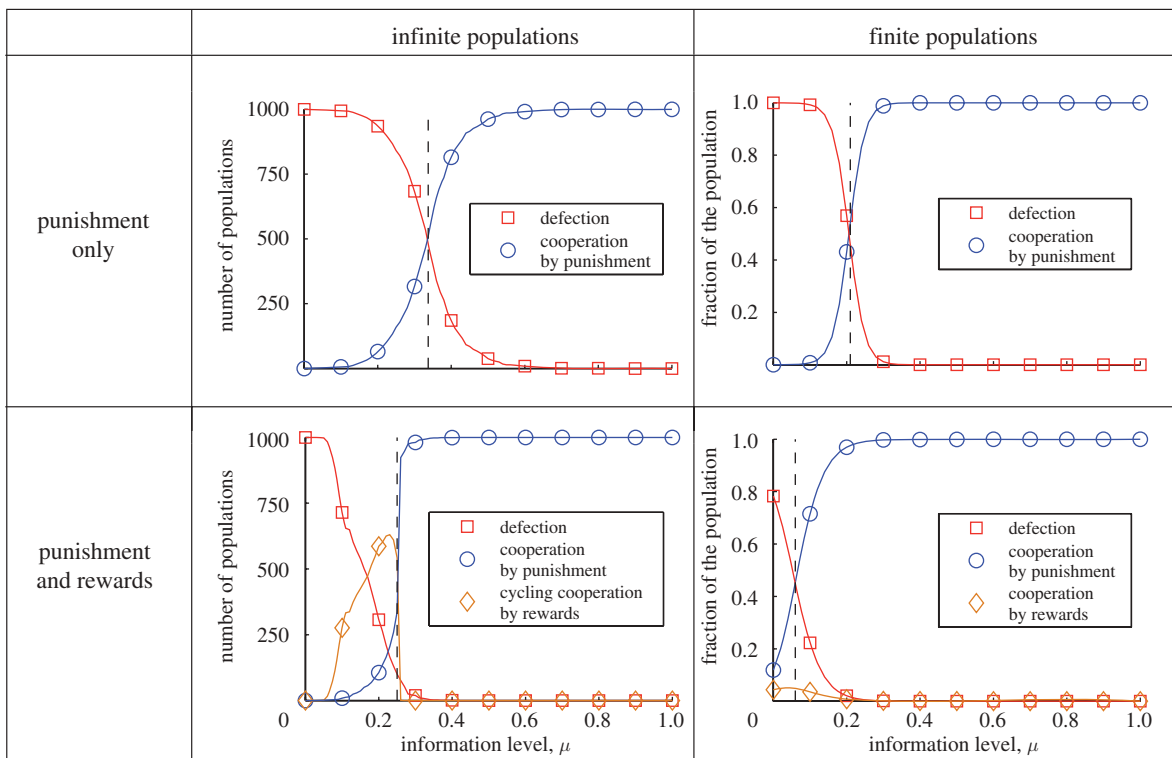 infinite populations
finite populations
punishment
only
number of populations
1000
750
500
250
defection
cooperation
by punishment
fraction of the population
1.0
0.8
0.6
0.4
0.2
defection
cooperation
by punishment
punishment
and rewards
number of populations
1000
750
500
250
0
0.2
0.4
0.6
0.8
1.0
information level, μ
defection
cooperation
by punishment
cycling cooperation
by rewards
fraction of the population
1.0
0.8
0.6
0.4
0.2
0
0.2
0.4
0.6
0.8
1.0
information level, μ
defection
cooperation
by punishment
cooperation
by rewards